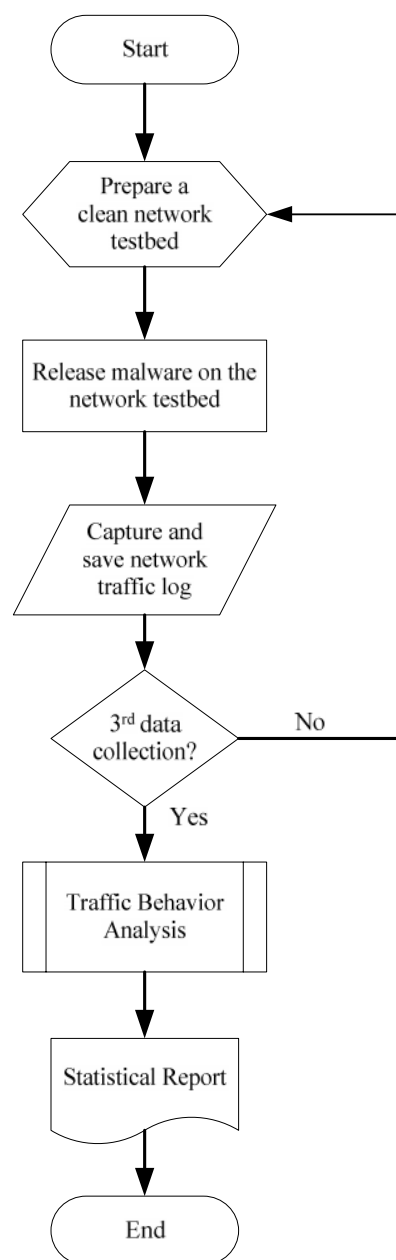 Start
Prepare a
clean network
testbed
Release malware on the
network testbed
Capture and
save network
traffic log
3rd data
collection?
No
Yes
Traffic Behavior
Analysis
Statistical Report
End